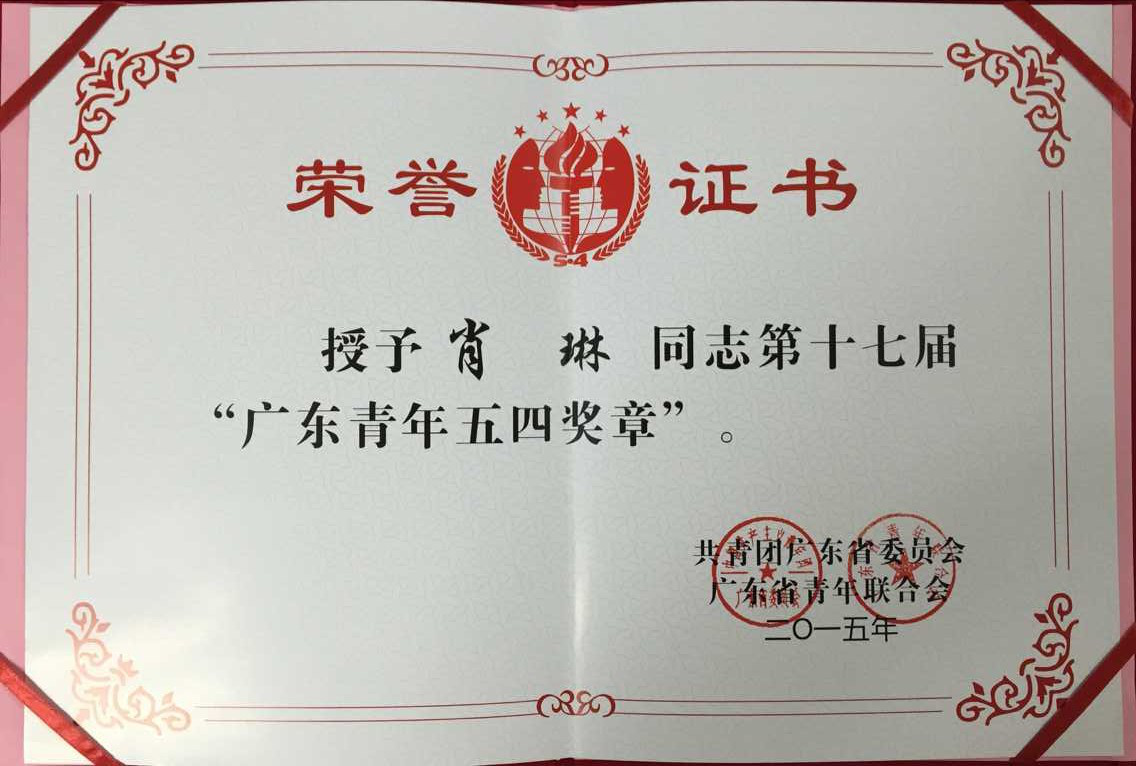 荣誉证书
5·4
授予 肖 琳 同志第十七届
“广东青年五四奖章”。
共青团广东省委员会
广东省青年联合会
二〇一五年